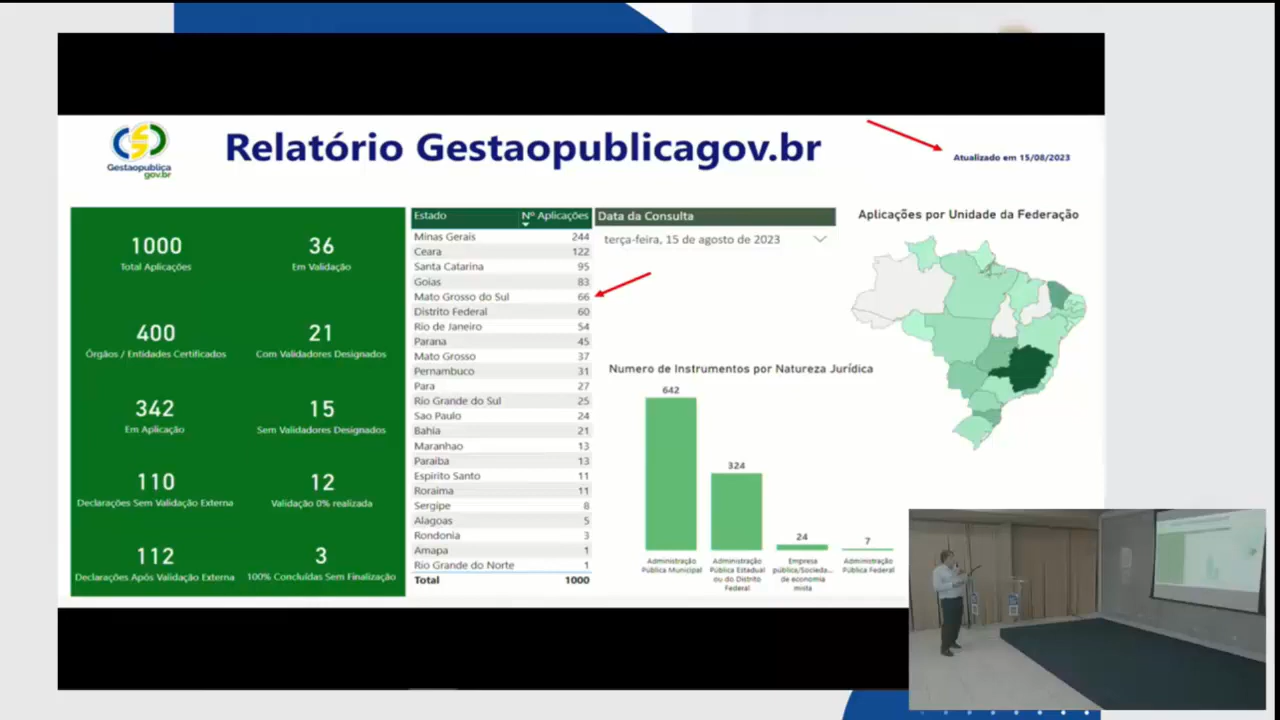 Gestaopublica
gov.br
Relatório Gestaopublicagov.br
Atualizado em 15/08/2023
1000
Total Aplicações
36
Em Validação
400
Órgãos / Entidades Certificados
21
Com Validadores Designados
342
Em Aplicação
15
Sem Validadores Designados
110
Declarações Sem Validação Externa
12
Validação 0% realizada
112
Declarações Após Validação Externa
3
100% Concluídas Sem Finalização
Estado Nº Aplicações
Minas Gerais 244
Ceara 122
Santa Catarina 95
Goias 83
Mato Grosso do Sul 66
Distrito Federal 60
Rio de Janeiro 54
Parana 45
Mato Grosso 37
Pernambuco 31
Para 27
Rio Grande do Sul 25
Sao Paulo 24
Bahia 21
Maranhao 13
Paraiba 13
Espirito Santo 11
Roraima 11
Sergipe 8
Alagoas 5
Rondonia 3
Amapa 1
Rio Grande do Norte 1
Total 1000
Data da Consulta
terça-feira, 15 de agosto de 2023
Numero de Instrumentos por Natureza Jurídica
642
324
24
7
Administração
Pública Municipal
Administração
Pública Estadual
ou do Distrito
Federal
Empresa
pública/Socieda...
de economia
mista
Administração
Pública Federal
Aplicações por Unidade da Federação